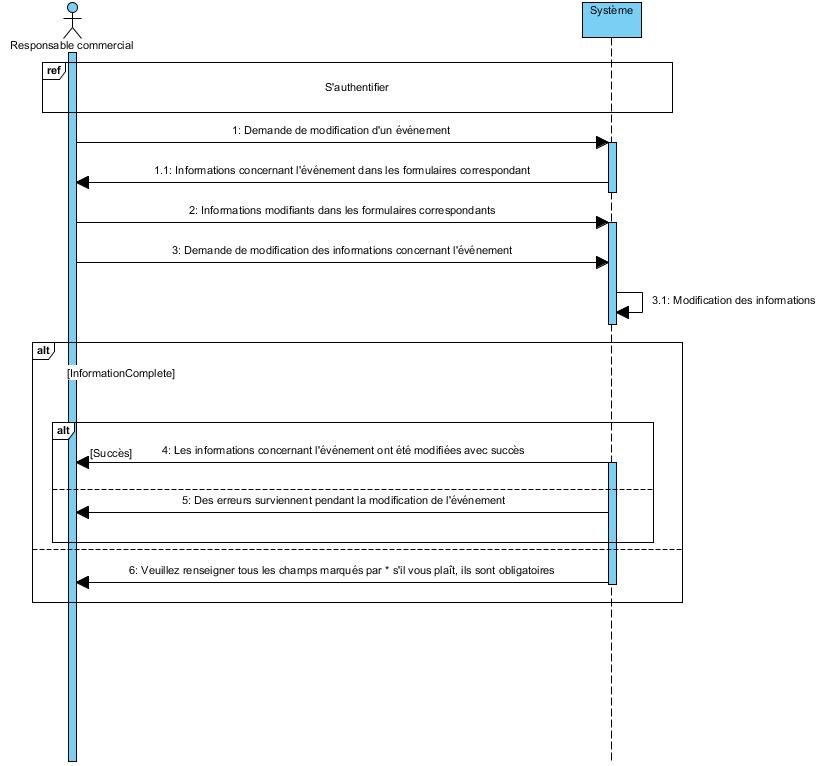 Système
Responsable commercial
ref
S'authentifier
1: Demande de modification d'un événement
1.1: Informations concernant l'événement dans les formulaires correspondant
2: Informations modifiants dans les formulaires correspondants
3: Demande de modification des informations concernant l'événement
3.1: Modification des informations
alt
[InformationComplete]
alt
[Succès]
4: Les informations concernant l'événement ont été modifiées avec succès
5: Des erreurs surviennent pendant la modification de l'événement
6: Veuillez renseigner tous les champs marqués par * s'il vous plaît, ils sont obligatoires